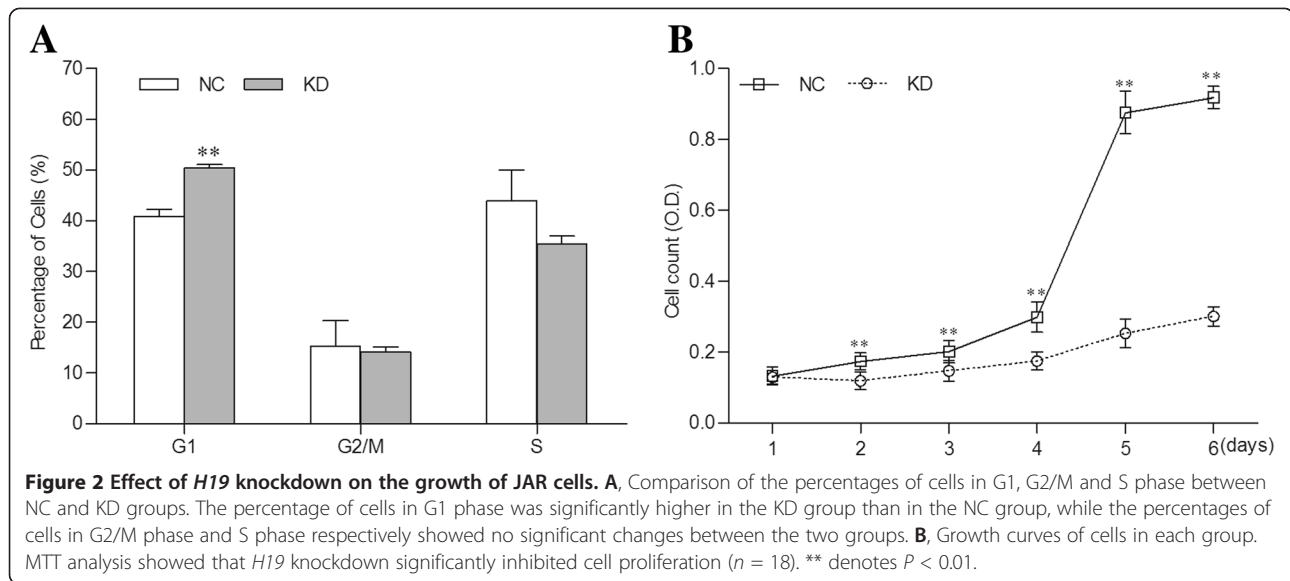 A
70
60
50
40
30
20
10
0
Percentage of Cells (%)
NC KD
**
G1 G2/M S
B
1.0
0.8
0.6
0.4
0.2
0.0
Cell count (O.D.)
NC KD
**
**
**
**
**
1 2 3 4 5 6 (days)
Figure 2 Effect of H19 knockdown on the growth of JAR cells. A, Comparison of the percentages of cells in G1, G2/M and S phase between
NC and KD groups. The percentage of cells in G1 phase was significantly higher in the KD group than in the NC group, while the percentages of
cells in G2/M phase and S phase respectively showed no significant changes between the two groups. B, Growth curves of cells in each group.
MTT analysis showed that H19 knockdown significantly inhibited cell proliferation (n = 18). ** denotes P < 0.01.